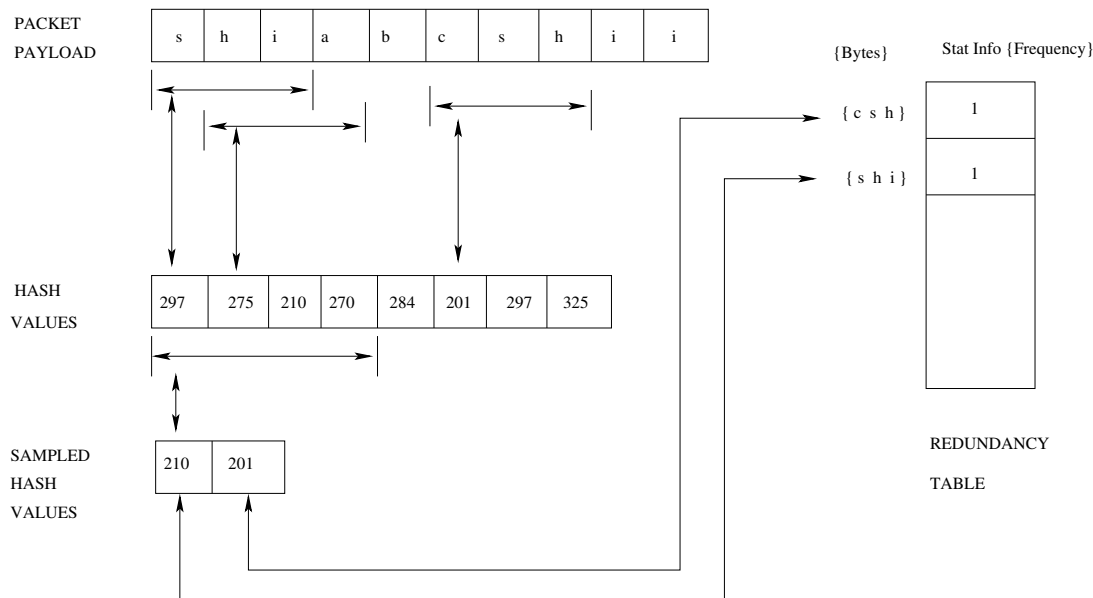 PACKET
PAYLOAD
s h i a b c s h i i
{Bytes}
Stat Info {Frequency}
{ c s h }
1
{ s h i }
1
HASH
VALUES
297 275 210 270 284 201 297 325
SAMPLED
HASH
VALUES
210 201
REDUNDANCY
TABLE